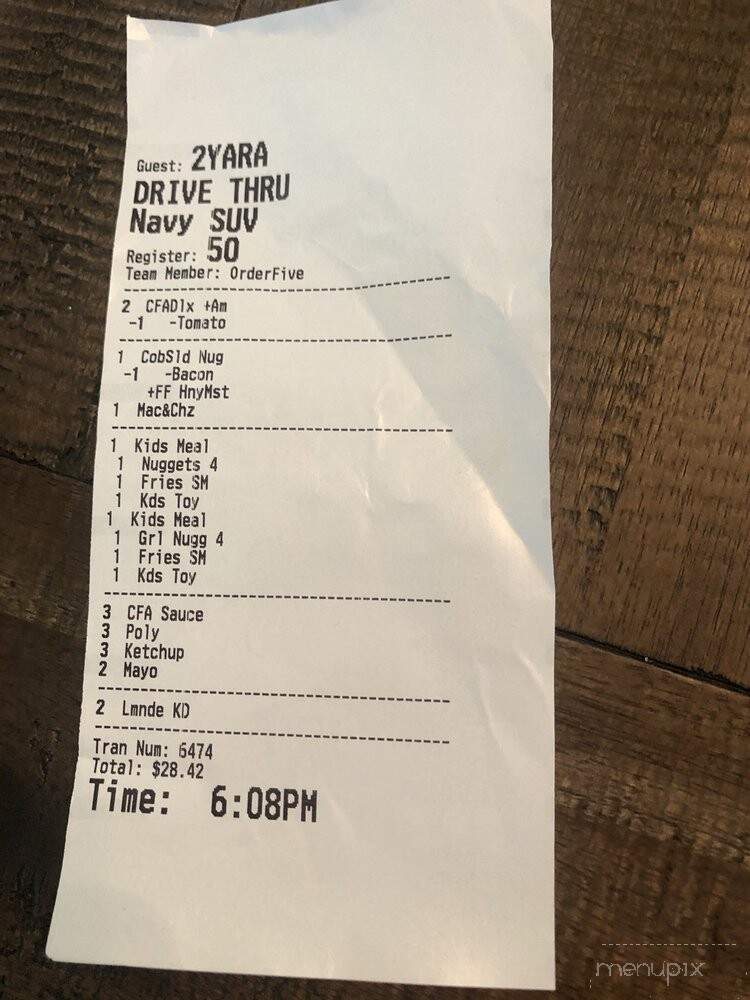 Guest: 2YARA
DRIVE THRU
Navy SUV
Register: 50
Team Member: OrderFive
2 CFADlx +Am
-1 -Tomato
1 CobSld Nug
-1 -Bacon
+FF HnyMst
1 Mac&Chz
1 Kids Meal
1 Nuggets 4
1 Fries SM
1 Kds Toy
1 Kids Meal
1 Grl Nugg 4
1 Fries SM
1 Kds Toy
3 CFA Sauce
3 Poly
3 Ketchup
2 Mayo
2 Lmnde KD
Tran Num: 6474
Total: $28.42
Time: 6:08PM
menupix